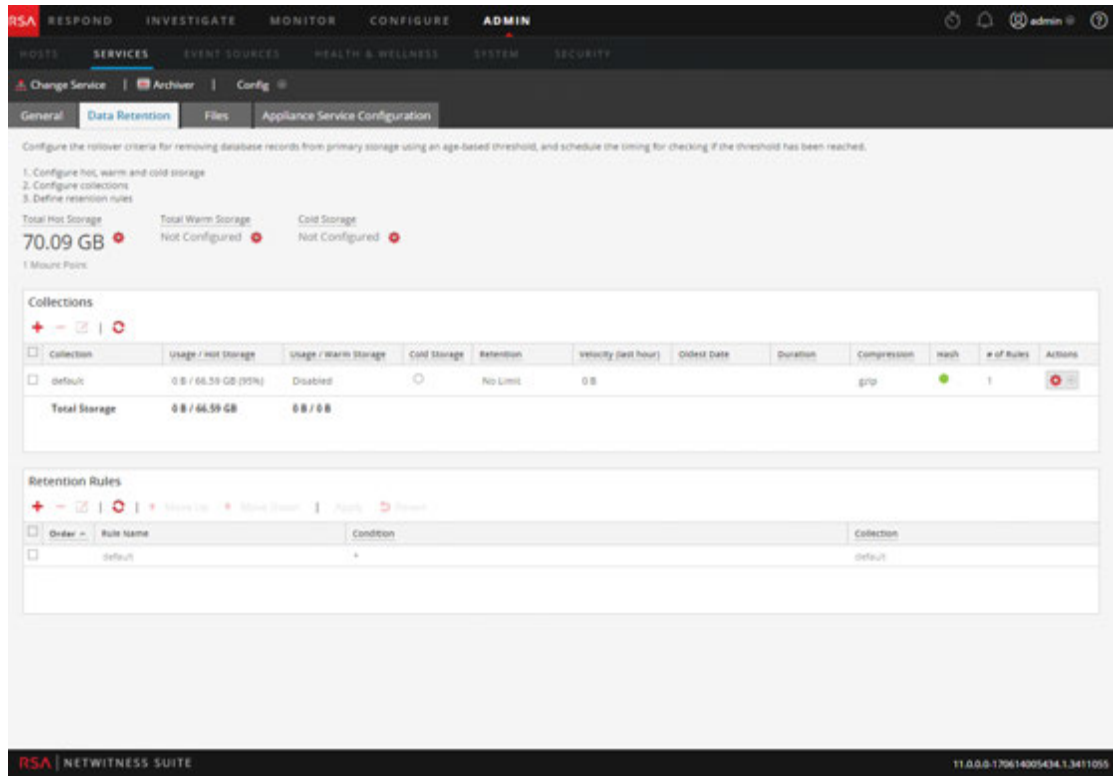 RSA RESPOND INVESTIGATE MONITOR CONFIGURE ADMIN admin
HOSTS SERVICES EVENT SOURCES HEALTH & WELLNESS SYSTEM SECURITY
Change Service | Archiver | Config
General Data Retention Files Appliance Service Configuration
Configure the rollover criteria for removing database records from primary storage using an age-based threshold, and schedule the timing for checking if the threshold has been reached.
1. Configure hot, warm and cold storage
2. Configure collections
3. Define retention rules
Total Hot Storage Total Warm Storage Cold Storage
70.09 GB Not Configured Not Configured
1 Mount Point
Collections
Collection Usage / Hot Storage Usage / Warm Storage Cold Storage Retention Velocity (last hour) Oldest Date Duration Compression Hash # of Rules Actions
default 0 B / 66.59 GB (95%) Disabled No Limit 0 B gzip 1
Total Storage 0 B / 66.59 GB 0 B / 0 B
Retention Rules
Move Up Move Down | Apply Revert
Order Rule Name Condition Collection
default * default
RSA | NETWITNESS SUITE 11.0.0.0-170614005434.1.3411055